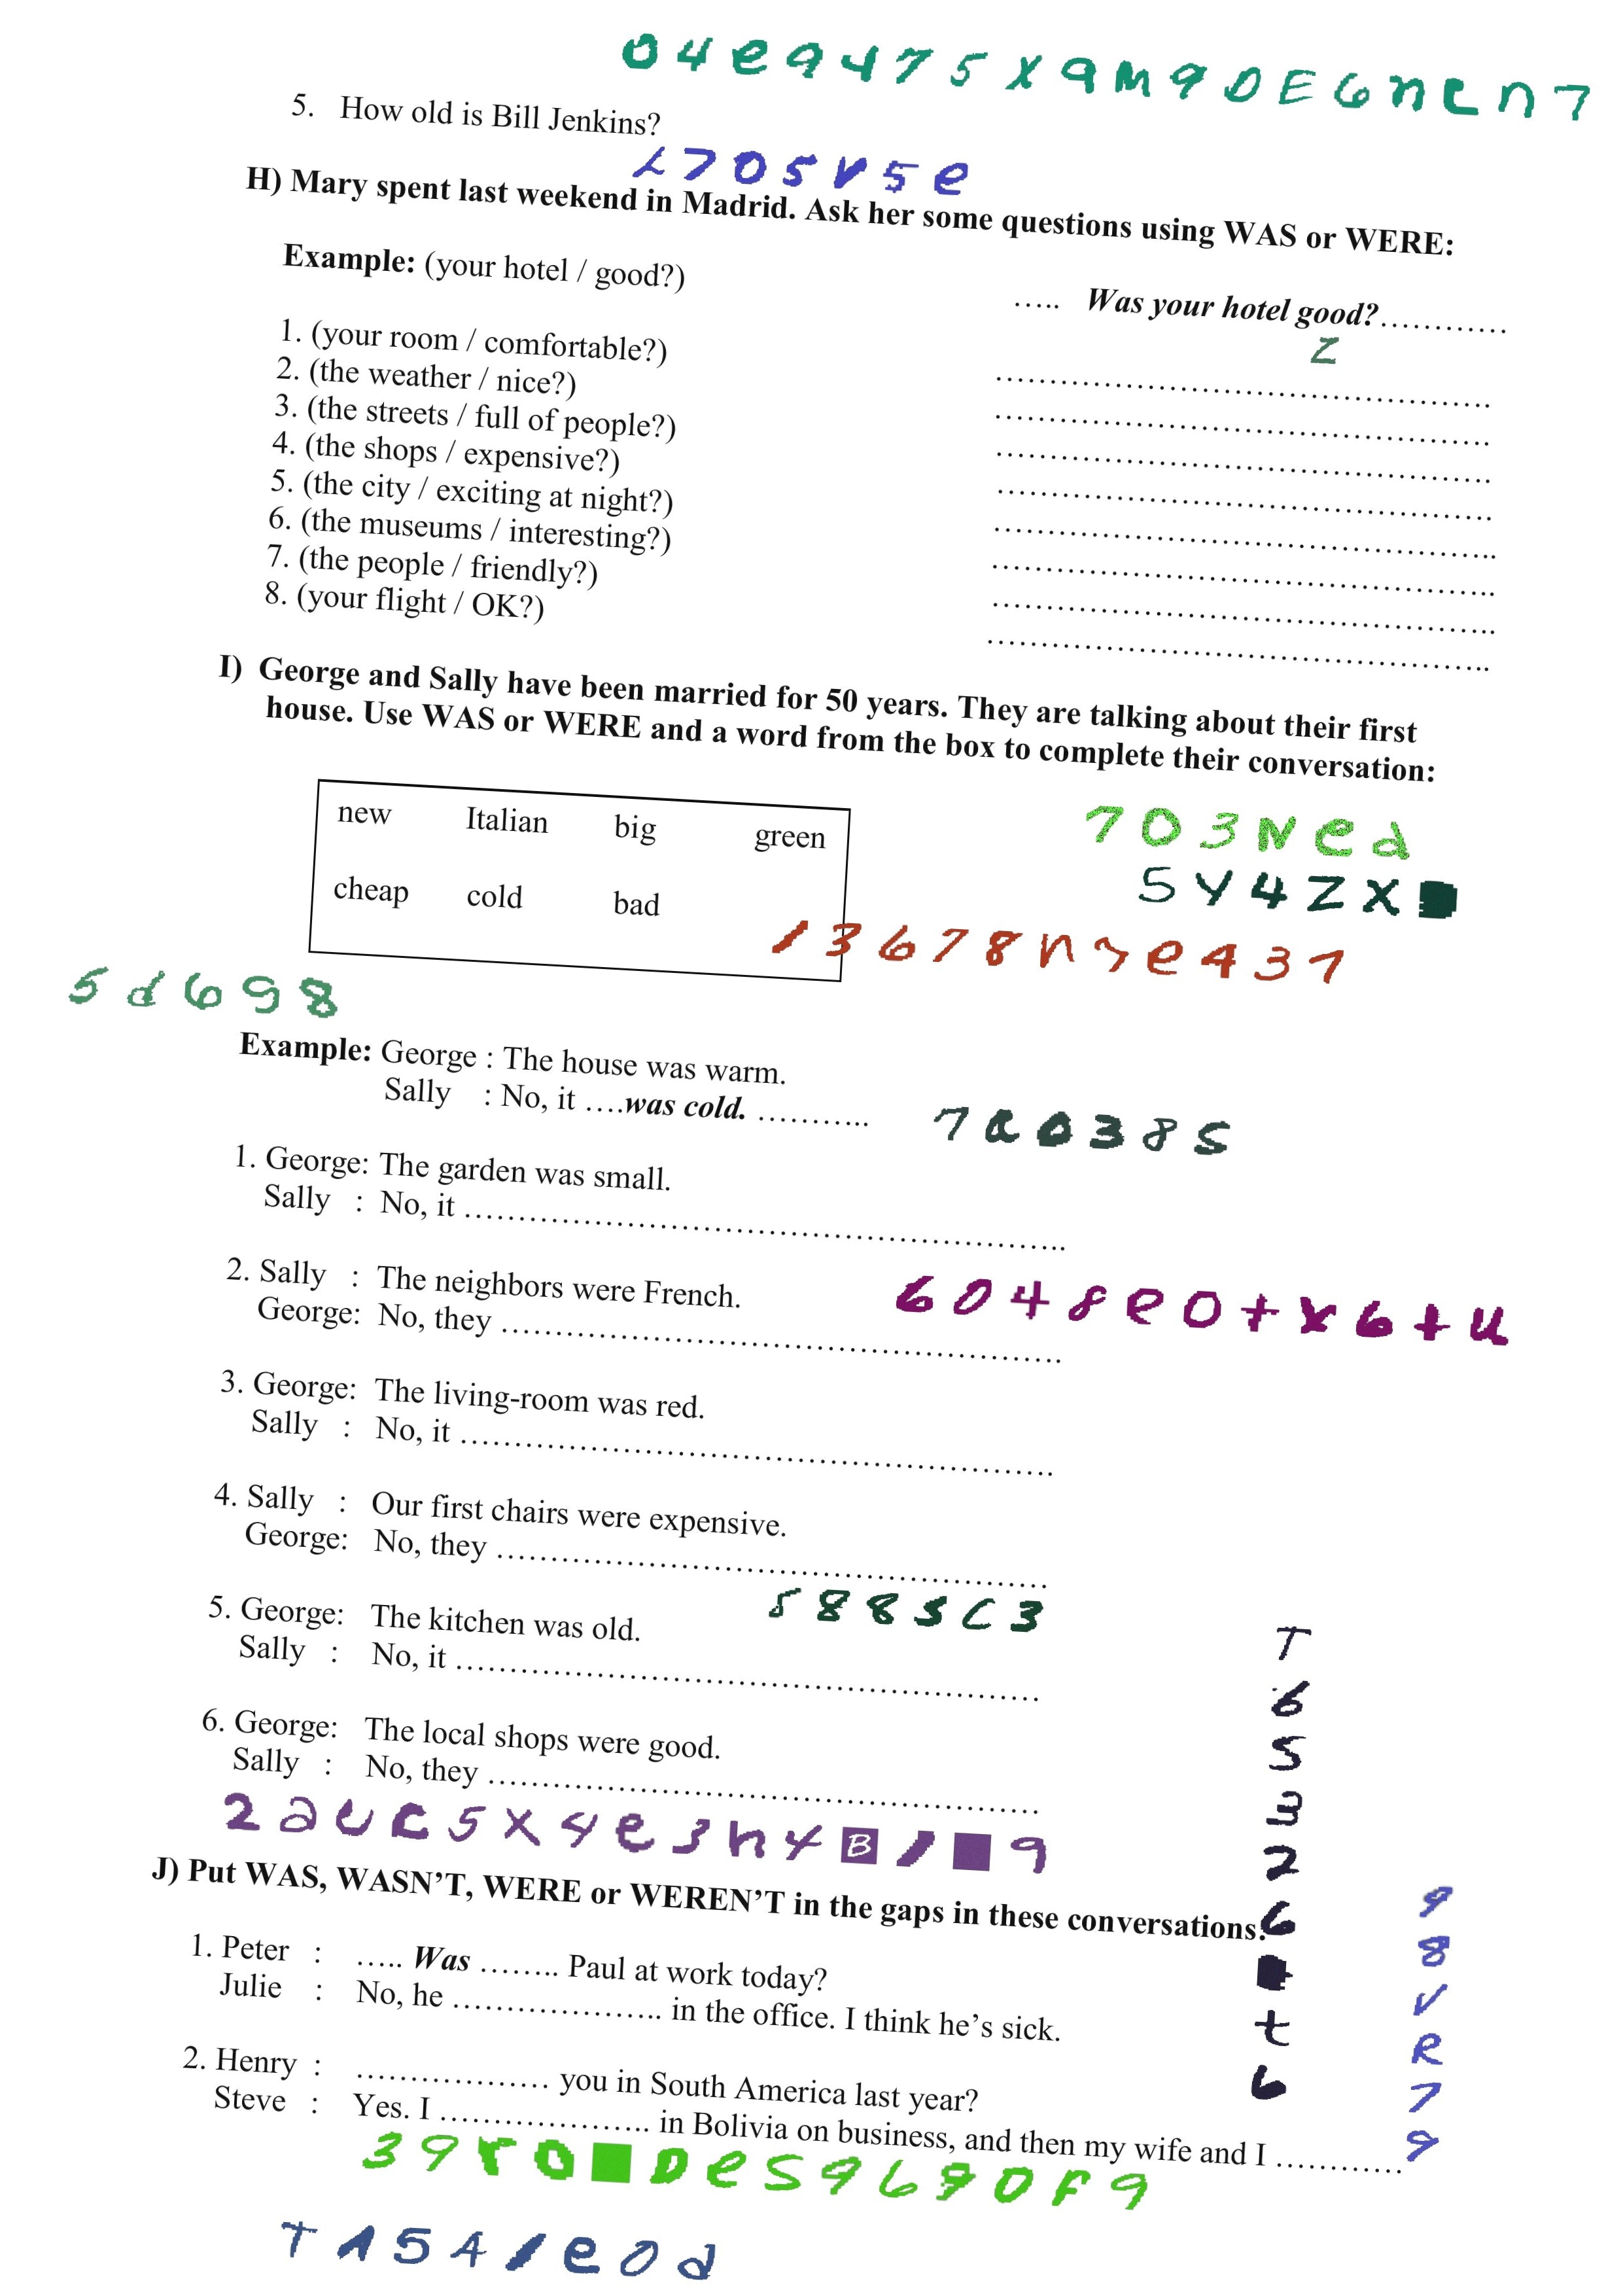 04e9475X9M9DEGnen7
5. How old is Bill Jenkins?
L705V5e
H) Mary spent last weekend in Madrid. Ask her some questions using WAS or WERE:
Example: (your hotel / good?) ….. Was your hotel good?…………
Z
1. (your room / comfortable?) ……………………………………….
2. (the weather / nice?) ……………………………………….
3. (the streets / full of people?) ……………………………………….
4. (the shops / expensive?) ……………………………………….
5. (the city / exciting at night?) ………………………………………..
6. (the museums / interesting?) ………………………………………..
7. (the people / friendly?) ………………………………………..
8. (your flight / OK?) ………………………………………..
I) George and Sally have been married for 50 years. They are talking about their first
house. Use WAS or WERE and a word from the box to complete their conversation:
new Italian big green
703Ned
5Y4ZX
cheap cold bad
13678n7e437
5d698
Example: George : The house was warm.
Sally : No, it ….was cold. ………..
7a0385
1. George: The garden was small.
Sally : No, it ………………………………………………..
2. Sally : The neighbors were French.
6048e0+x6+u
George: No, they …………………………………………….
3. George: The living-room was red.
Sally : No, it ……………………………………………….
4. Sally : Our first chairs were expensive.
George: No, they ……………………………………………
5. George: The kitchen was old.
5885C3
Sally : No, it ………………………………………………
6. George: The local shops were good.
Sally : No, they ……………………………………………
T
6
5
3
2
6
t
6
2aue5X4e3h4B19
J) Put WAS, WASN’T, WERE or WEREN’T in the gaps in these conversations:
1. Peter : ….. Was …….. Paul at work today?
Julie : No, he ……………….. in the office. I think he’s sick.
2. Henry : ……………… you in South America last year?
Steve : Yes. I ……………….. in Bolivia on business, and then my wife and I …………
9
8
V
R
7
9
39r0DeS9690F9
TA5A1e0d